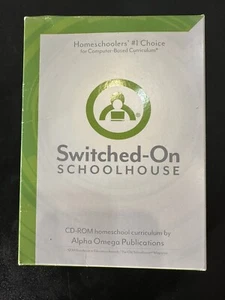 Homeschoolers' #1 Choice
for Computer-Based Curriculum*
Switched-On
SCHOOLHOUSE
CD-ROM homeschool curriculum by
Alpha Omega Publications